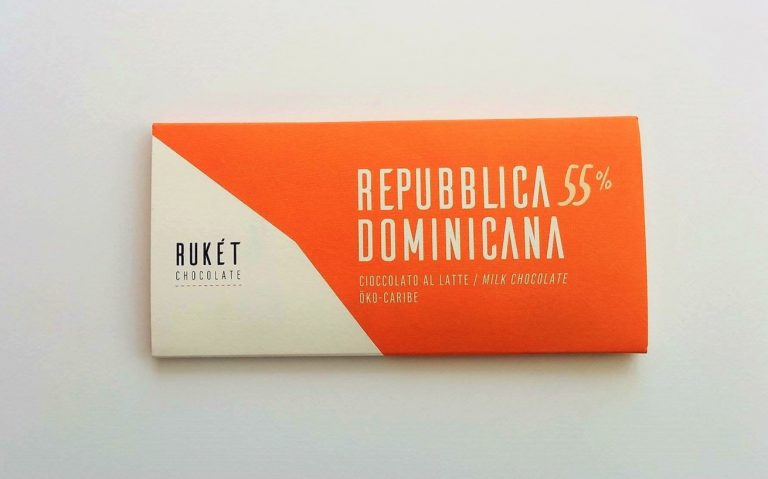 RUKÉT
CHOCOLATE
REPUBBLICA 55%
DOMINICANA
CIOCCOLATO AL LATTE / MILK CHOCOLATE
ÖKO-CARIBE